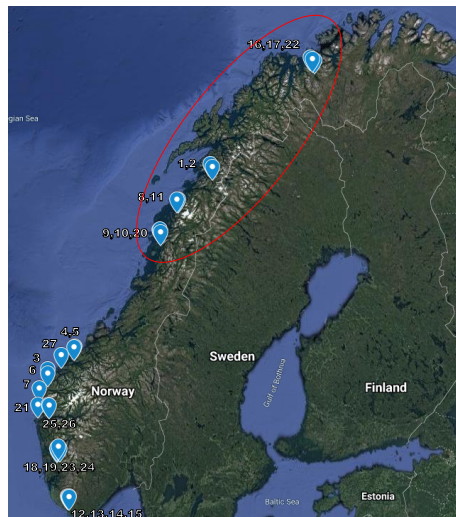 16,17,22
gian Sea
1,2
8,11
9,10,20
4,5
27
3
6
7
21
25,26
18,19,23,24
12,13,14,15
Norway
Sweden
Finland
Gulf of Bothnia
Baltic Sea
Estonia